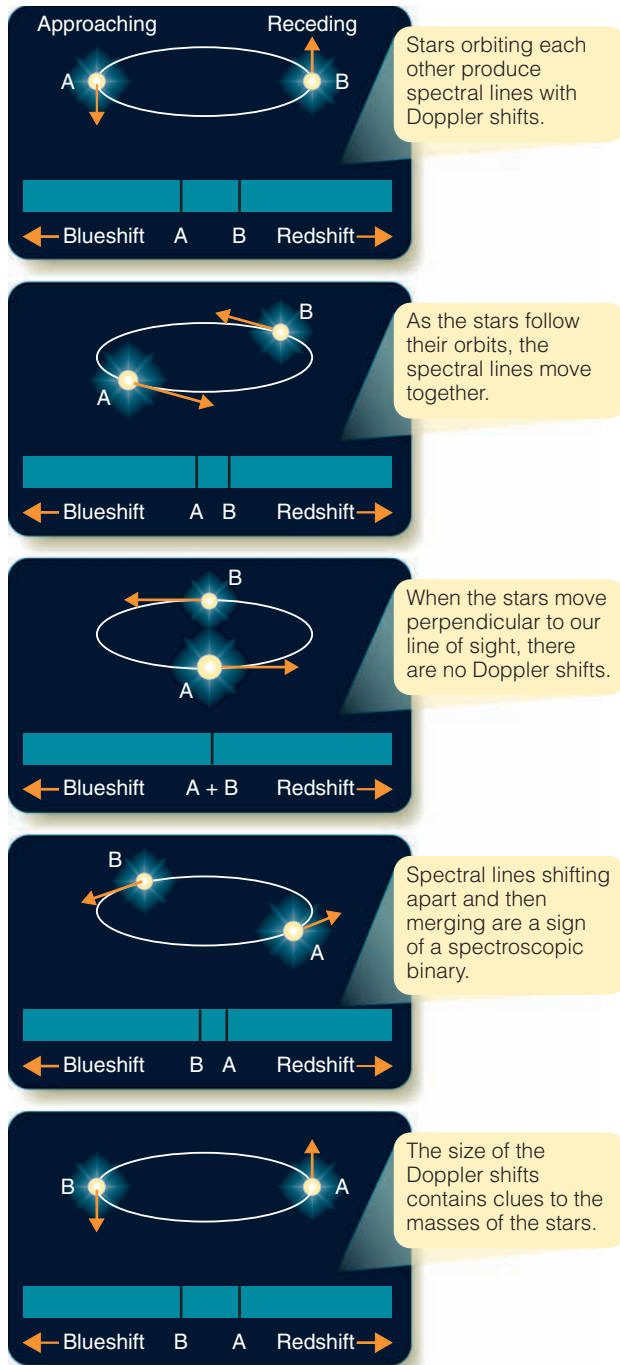 Approaching
Receding
A
B
Stars orbiting each
other produce
spectral lines with
Doppler shifts.
Blueshift A B Redshift
B
A
As the stars follow
their orbits, the
spectral lines move
together.
Blueshift A B Redshift
B
A
When the stars move
perpendicular to our
line of sight, there
are no Doppler shifts.
Blueshift A + B Redshift
B
A
Spectral lines shifting
apart and then
merging are a sign
of a spectroscopic
binary.
Blueshift B A Redshift
B
A
The size of the
Doppler shifts
contains clues to the
masses of the stars.
Blueshift B A Redshift